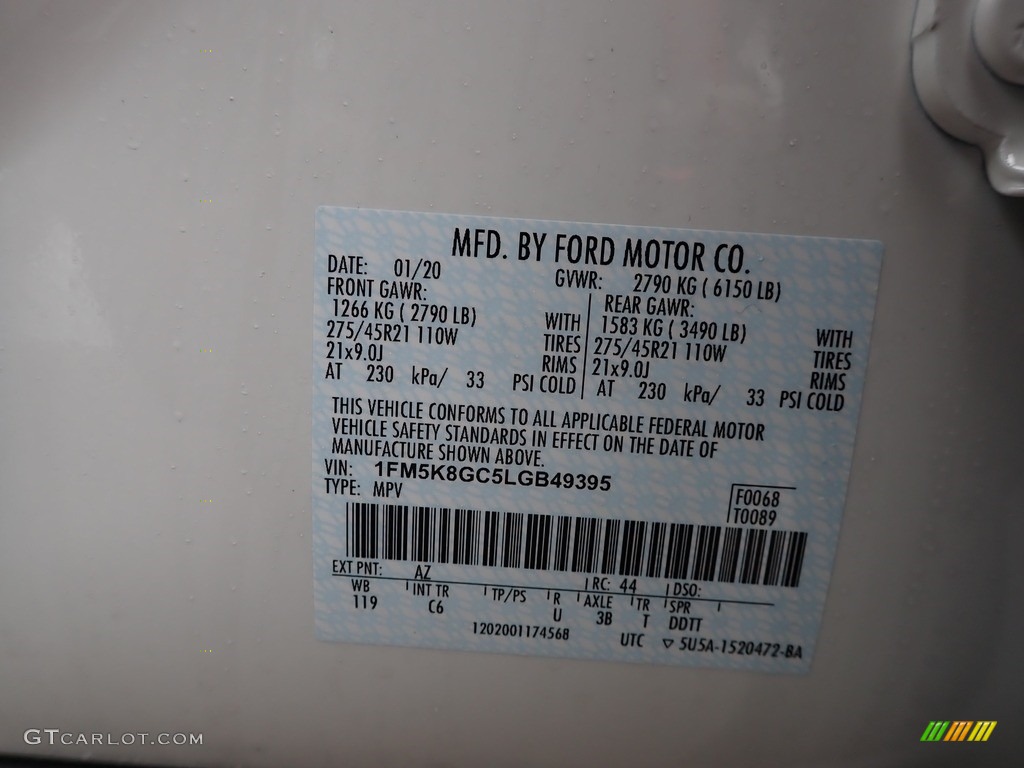 MFD. BY FORD MOTOR CO.
DATE: 01/20 GVWR: 2790 KG ( 6150 LB)
FRONT GAWR: REAR GAWR:
1266 KG ( 2790 LB) WITH 1583 KG ( 3490 LB) WITH
275/45R21 110W TIRES 275/45R21 110W TIRES
21x9.0J RIMS 21x9.0J RIMS
AT 230 kPa/ 33 PSI COLD AT 230 kPa/ 33 PSI COLD
THIS VEHICLE CONFORMS TO ALL APPLICABLE FEDERAL MOTOR
VEHICLE SAFETY STANDARDS IN EFFECT ON THE DATE OF
MANUFACTURE SHOWN ABOVE.
VIN: 1FM5K8GC5LGB49395
TYPE: MPV F0068
T0089
EXT PNT: AZ RC: 44 DSO:
WB INT TR TP/PS R AXLE TR SPR
119 C6 U 3B T DDTT
1202001174568 UTC ▽ 5U5A-1520472-BA
GTCARLOT.COM